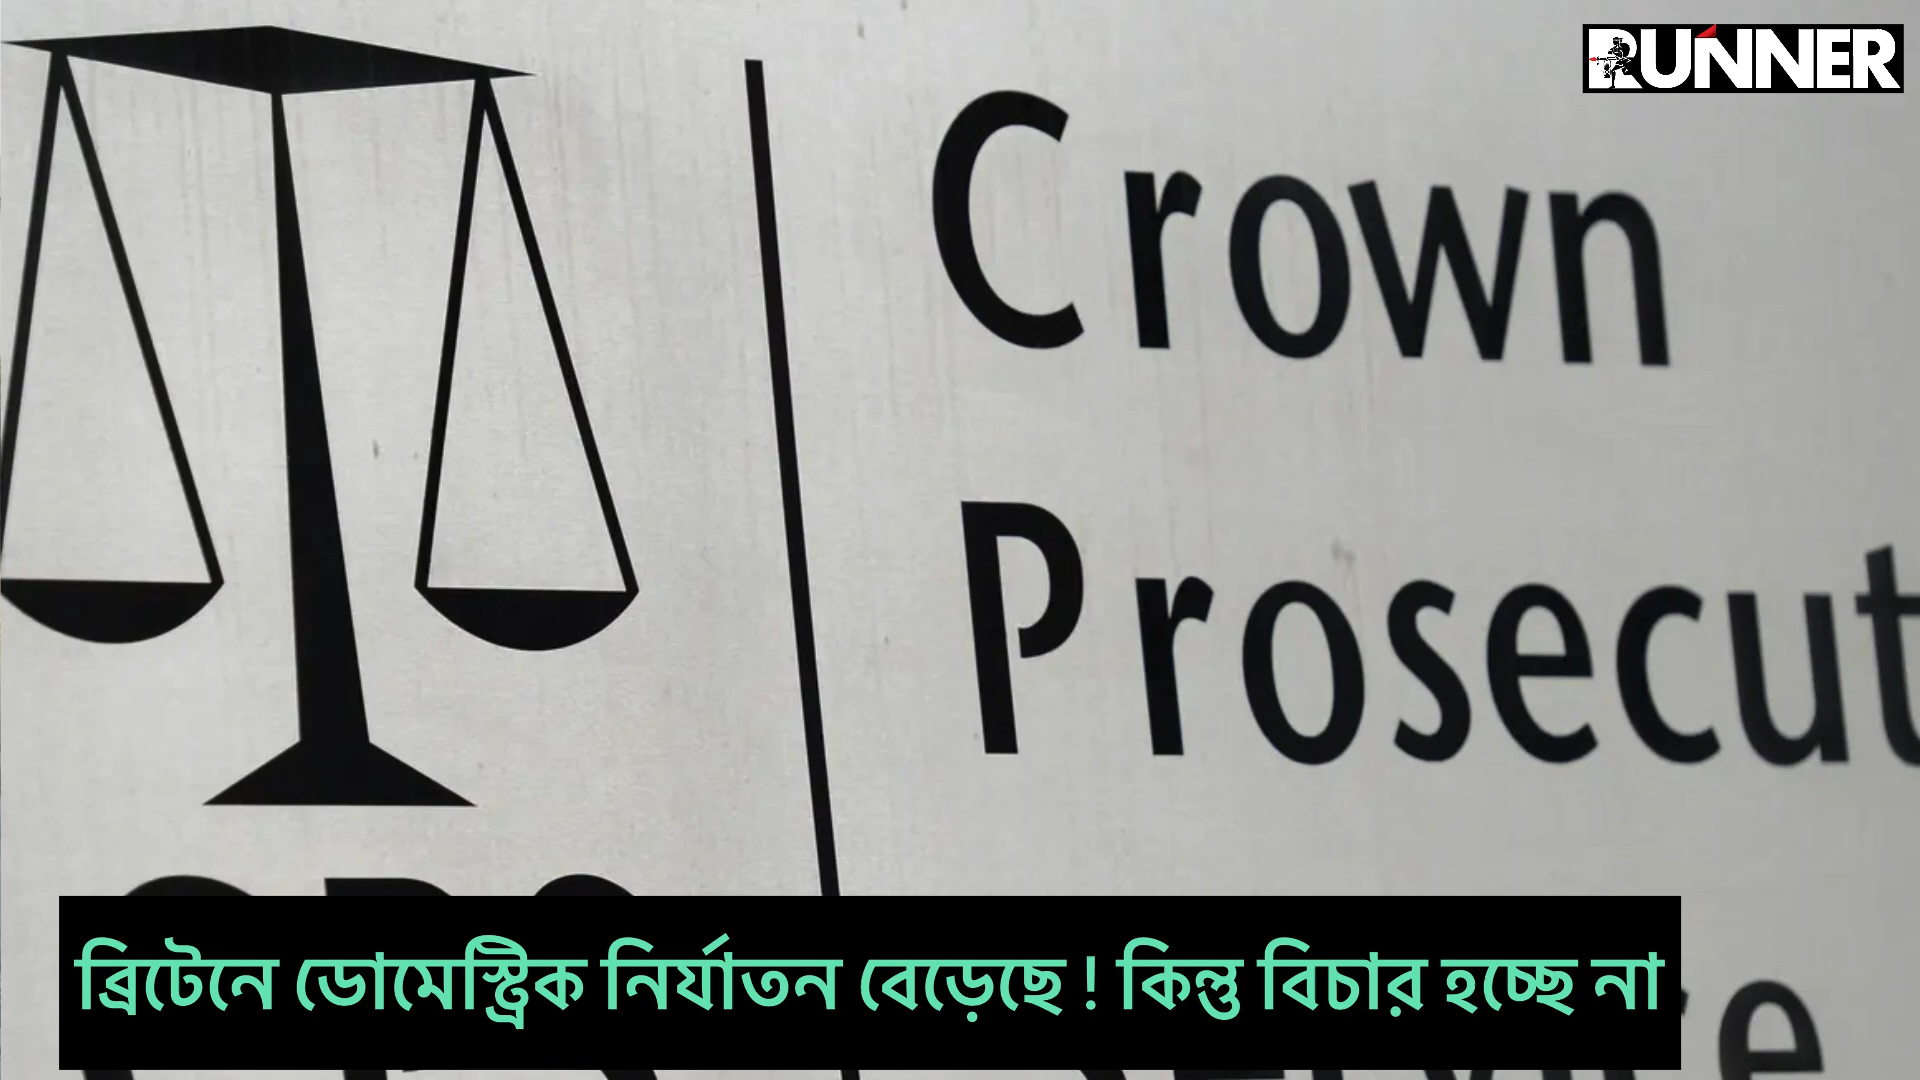 RUNNER
Crown
Prosecut
ব্রিটেনে ডোমেস্ট্রিক নির্যাতন বেড়েছে ! কিন্তু বিচার হচ্ছে না